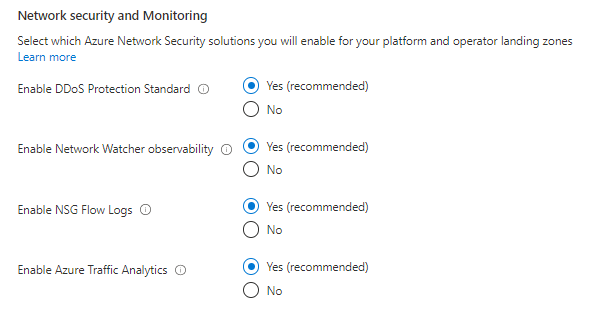 Network security and Monitoring
Select which Azure Network Security solutions you will enable for your platform and operator landing zones
Learn more
Enable DDoS Protection Standard
Yes (recommended)
No
Enable Network Watcher observability
Yes (recommended)
No
Enable NSG Flow Logs
Yes (recommended)
No
Enable Azure Traffic Analytics
Yes (recommended)
No